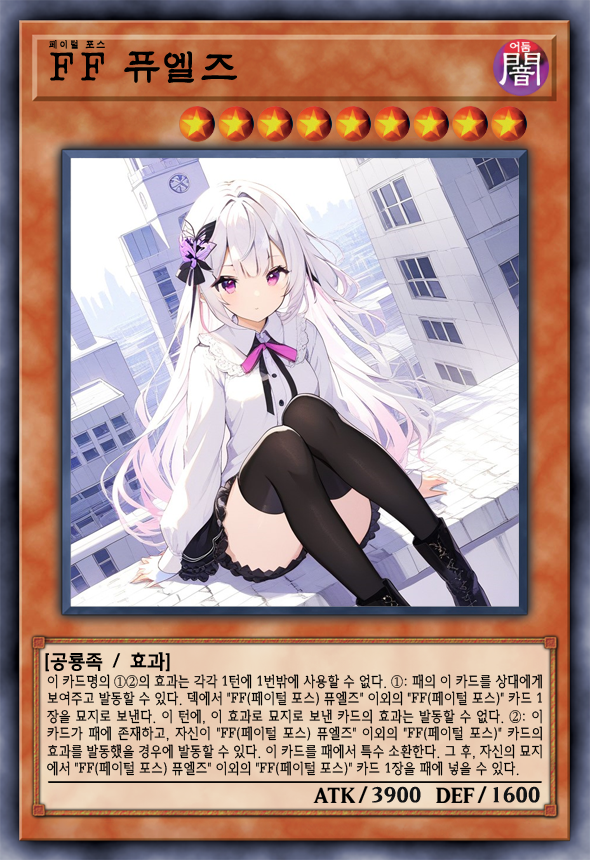 페이털 포스
FF 퓨엘즈
어둠
闇
[공룡족 / 효과]
이 카드명의 ①②의 효과는 각각 1턴에 1번밖에 사용할 수 없다. ①: 패의 이 카드를 상대에게
보여주고 발동할 수 있다. 덱에서 "FF(페이털 포스) 퓨엘즈" 이외의 "FF(페이털 포스)" 카드 1
장을 묘지로 보낸다. 이 턴에, 이 효과로 묘지로 보낸 카드의 효과는 발동할 수 없다. ②: 이
카드가 패에 존재하고, 자신이 "FF(페이털 포스) 퓨엘즈" 이외의 "FF(페이털 포스)" 카드의
효과를 발동했을 경우에 발동할 수 있다. 이 카드를 패에서 특수 소환한다. 그 후, 자신의 묘지
에서 "FF(페이털 포스) 퓨엘즈" 이외의 "FF(페이털 포스)" 카드 1장을 패에 넣을 수 있다.
ATK/3900 DEF/1600